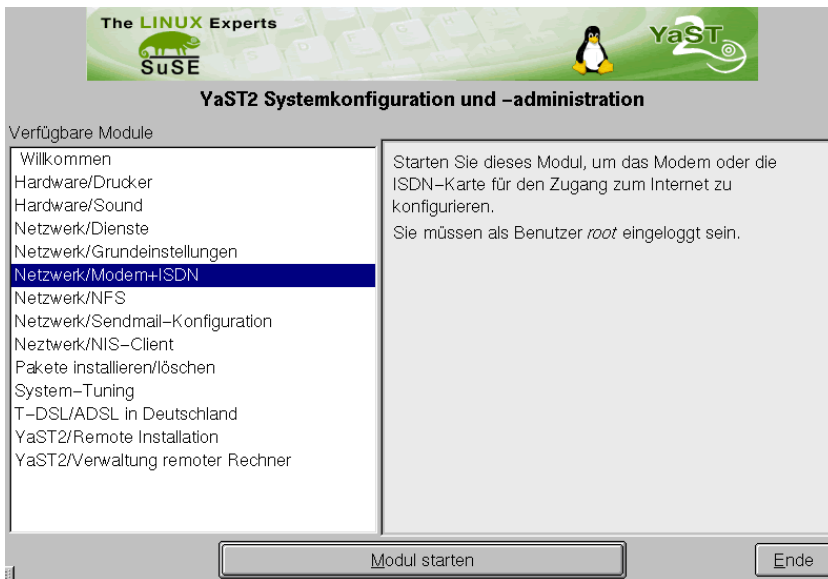 The LINUX Experts
SuSE
YaST2
YaST2 Systemkonfiguration und –administration
Verfügbare Module
Willkommen
Hardware/Drucker
Hardware/Sound
Netzwerk/Dienste
Netzwerk/Grundeinstellungen
Netzwerk/Modem+ISDN
Netzwerk/NFS
Netzwerk/Sendmail–Konfiguration
Neztwerk/NIS–Client
Pakete installieren/löschen
System–Tuning
T–DSL/ADSL in Deutschland
YaST2/Remote Installation
YaST2/Verwaltung remoter Rechner
Starten Sie dieses Modul, um das Modem oder die
ISDN–Karte für den Zugang zum Internet zu
konfigurieren.
Sie müssen als Benutzer root eingeloggt sein.
Modul starten
Ende